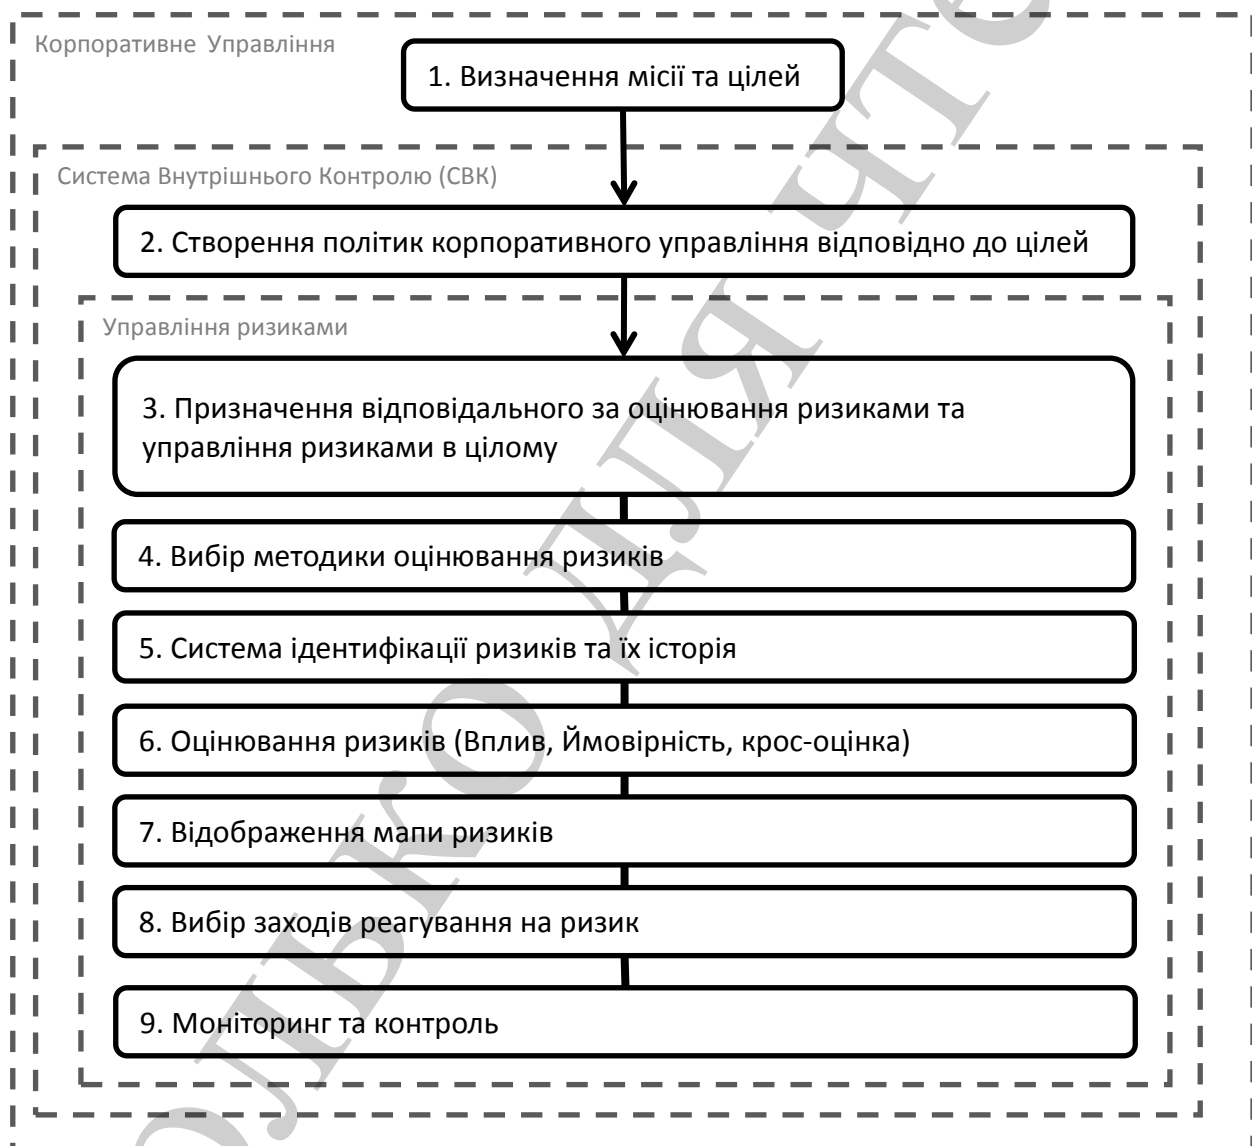 Корпоративне Управління
1. Визначення місії та цілей
Система Внутрішнього Контролю (СВК)
2. Створення політик корпоративного управління відповідно до цілей
Управління ризиками
3. Призначення відповідального за оцінювання ризиками та
управління ризиками в цілому
4. Вибір методики оцінювання ризиків
5. Система ідентифікації ризиків та їх історія
6. Оцінювання ризиків (Вплив, Ймовірність, крос-оцінка)
7. Відображення мапи ризиків
8. Вибір заходів реагування на ризик
9. Моніторинг та контроль
ДЛЯ